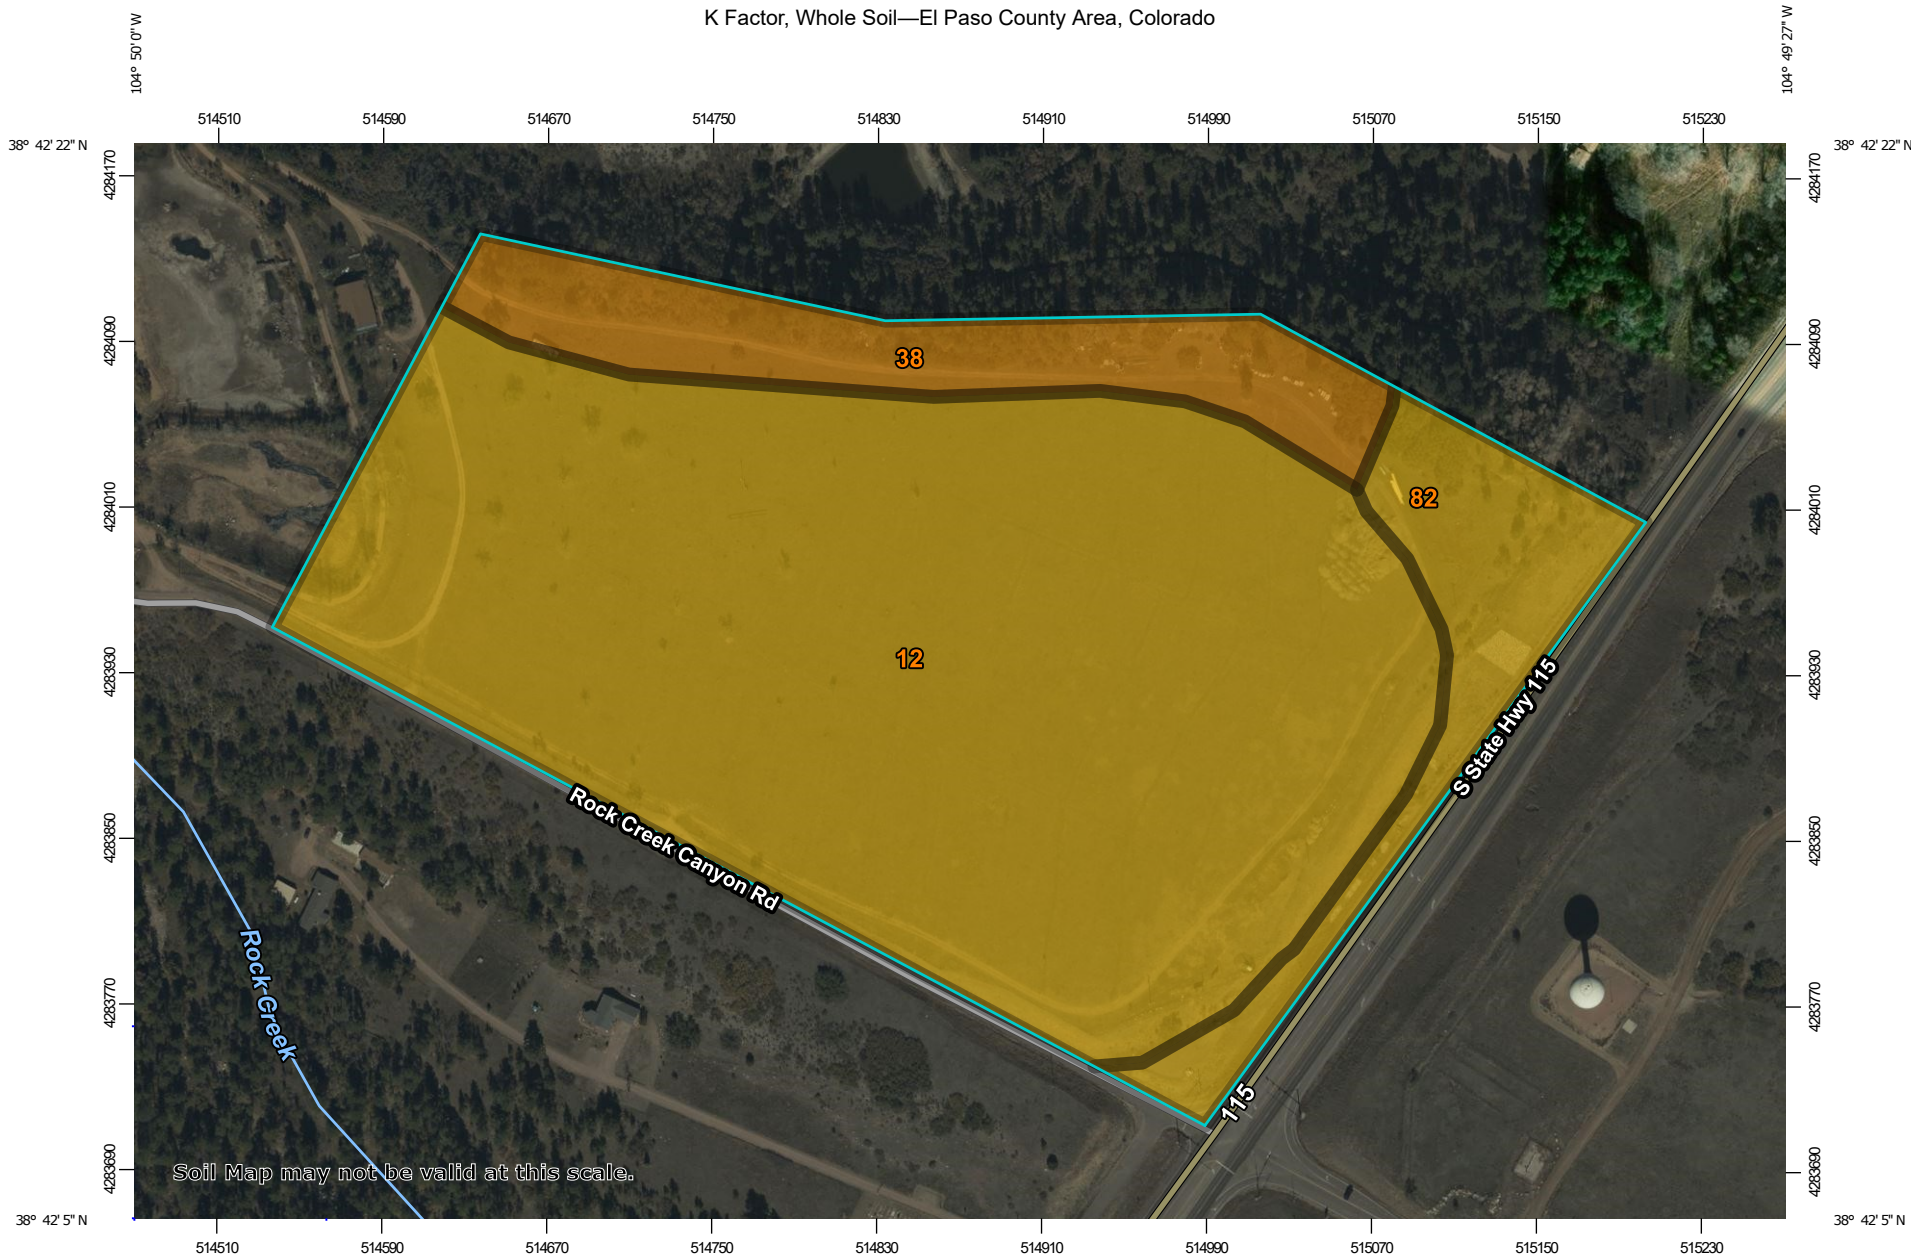 K Factor, Whole Soil—El Paso County Area, Colorado
104° 50' 0" W
104° 49' 27" W
514510 514590 514670 514750 514830 514910 514990 515070 515150 515230
38° 42' 22" N
38° 42' 22" N
4284170
4284170
4284090
4284090
38
4284010
4284010
82
12
4283930
4283930
S State Hwy 115
Rock Creek Canyon Rd
4283850
4283850
Rock Creek
4283770
4283770
115
4283690
4283690
Soil Map may not be valid at this scale.
38° 42' 5" N
38° 42' 5" N
514510 514590 514670 514750 514830 514910 514990 515070 515150 515230